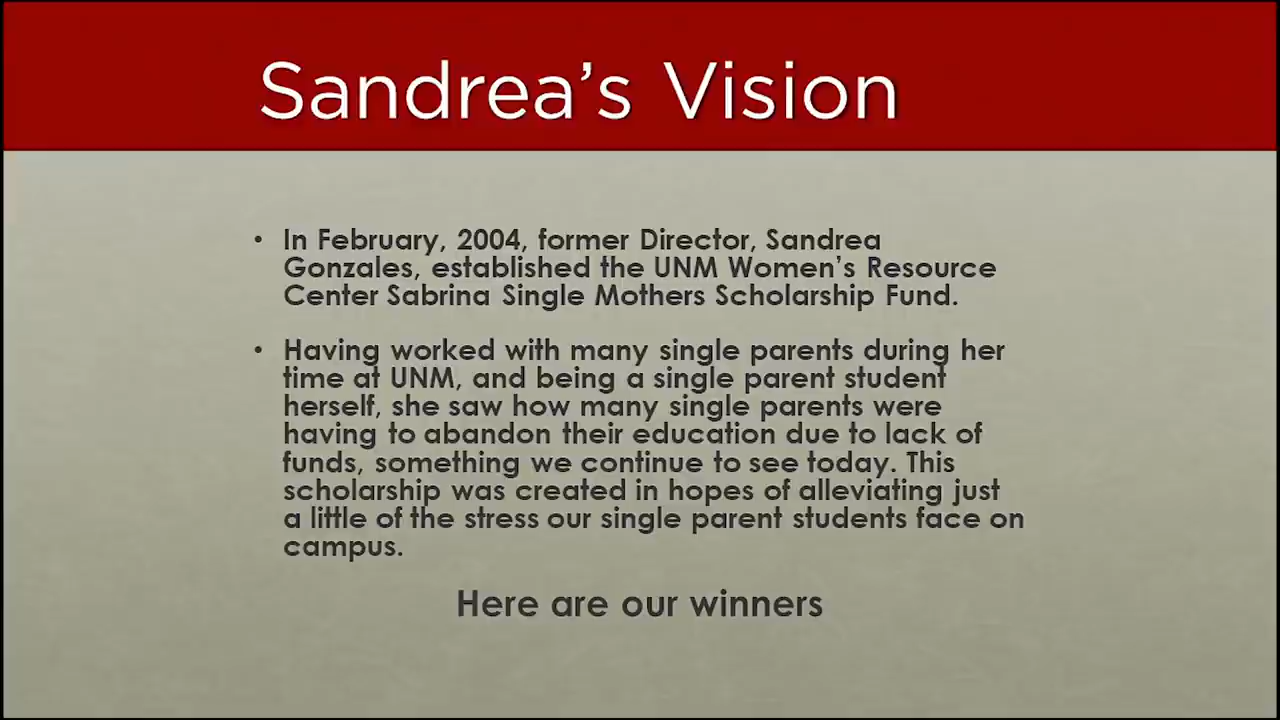 Sandrea’s Vision
• In February, 2004, former Director, Sandrea
Gonzales, established the UNM Women’s Resource
Center Sabrina Single Mothers Scholarship Fund.
• Having worked with many single parents during her
time at UNM, and being a single parent student
herself, she saw how many single parents were
having to abandon their education due to lack of
funds, something we continue to see today. This
scholarship was created in hopes of alleviating just
a little of the stress our single parent students face on
campus.
Here are our winners